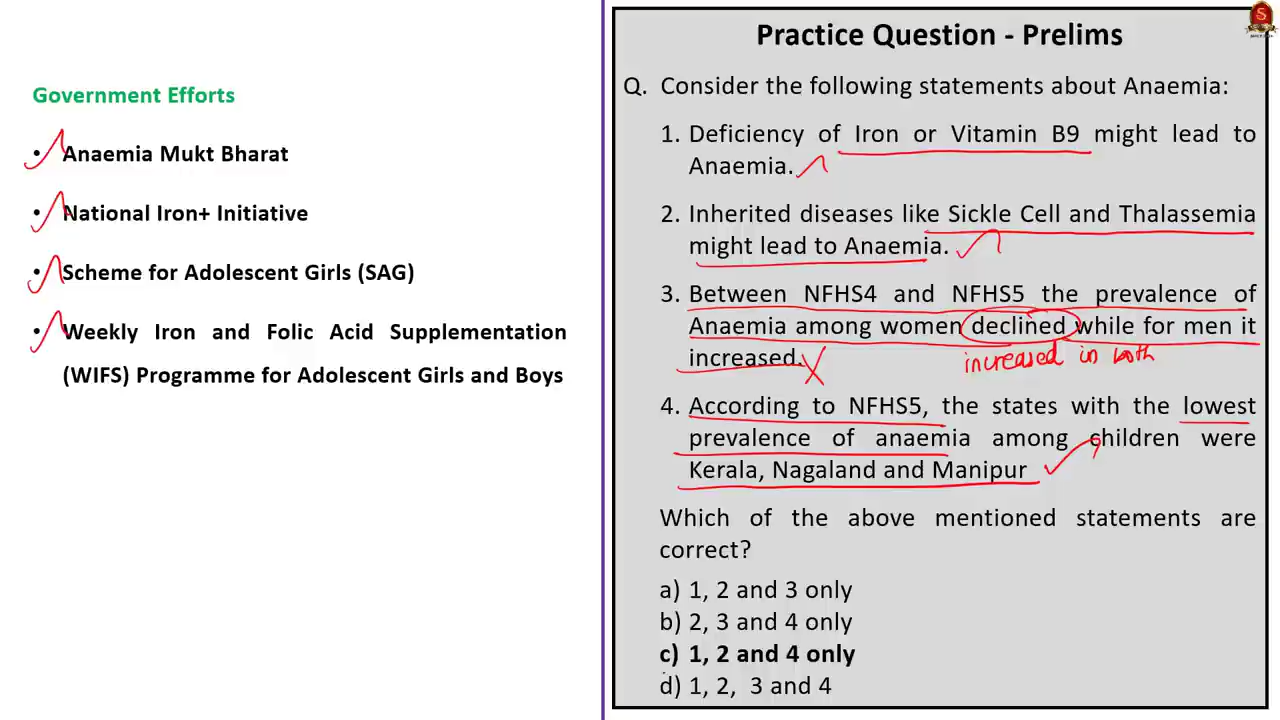 Government Efforts
• Anaemia Mukt Bharat
• National Iron+ Initiative
• Scheme for Adolescent Girls (SAG)
• Weekly Iron and Folic Acid Supplementation
(WIFS) Programme for Adolescent Girls and Boys
Practice Question - Prelims
Q. Consider the following statements about Anaemia:
1. Deficiency of Iron or Vitamin B9 might lead to
Anaemia.
2. Inherited diseases like Sickle Cell and Thalassemia
might lead to Anaemia.
3. Between NFHS4 and NFHS5 the prevalence of
Anaemia among women declined while for men it
increased.
increased in both
4. According to NFHS5, the states with the lowest
prevalence of anaemia among children were
Kerala, Nagaland and Manipur
Which of the above mentioned statements are
correct?
a) 1, 2 and 3 only
b) 2, 3 and 4 only
c) 1, 2 and 4 only
d) 1, 2, 3 and 4